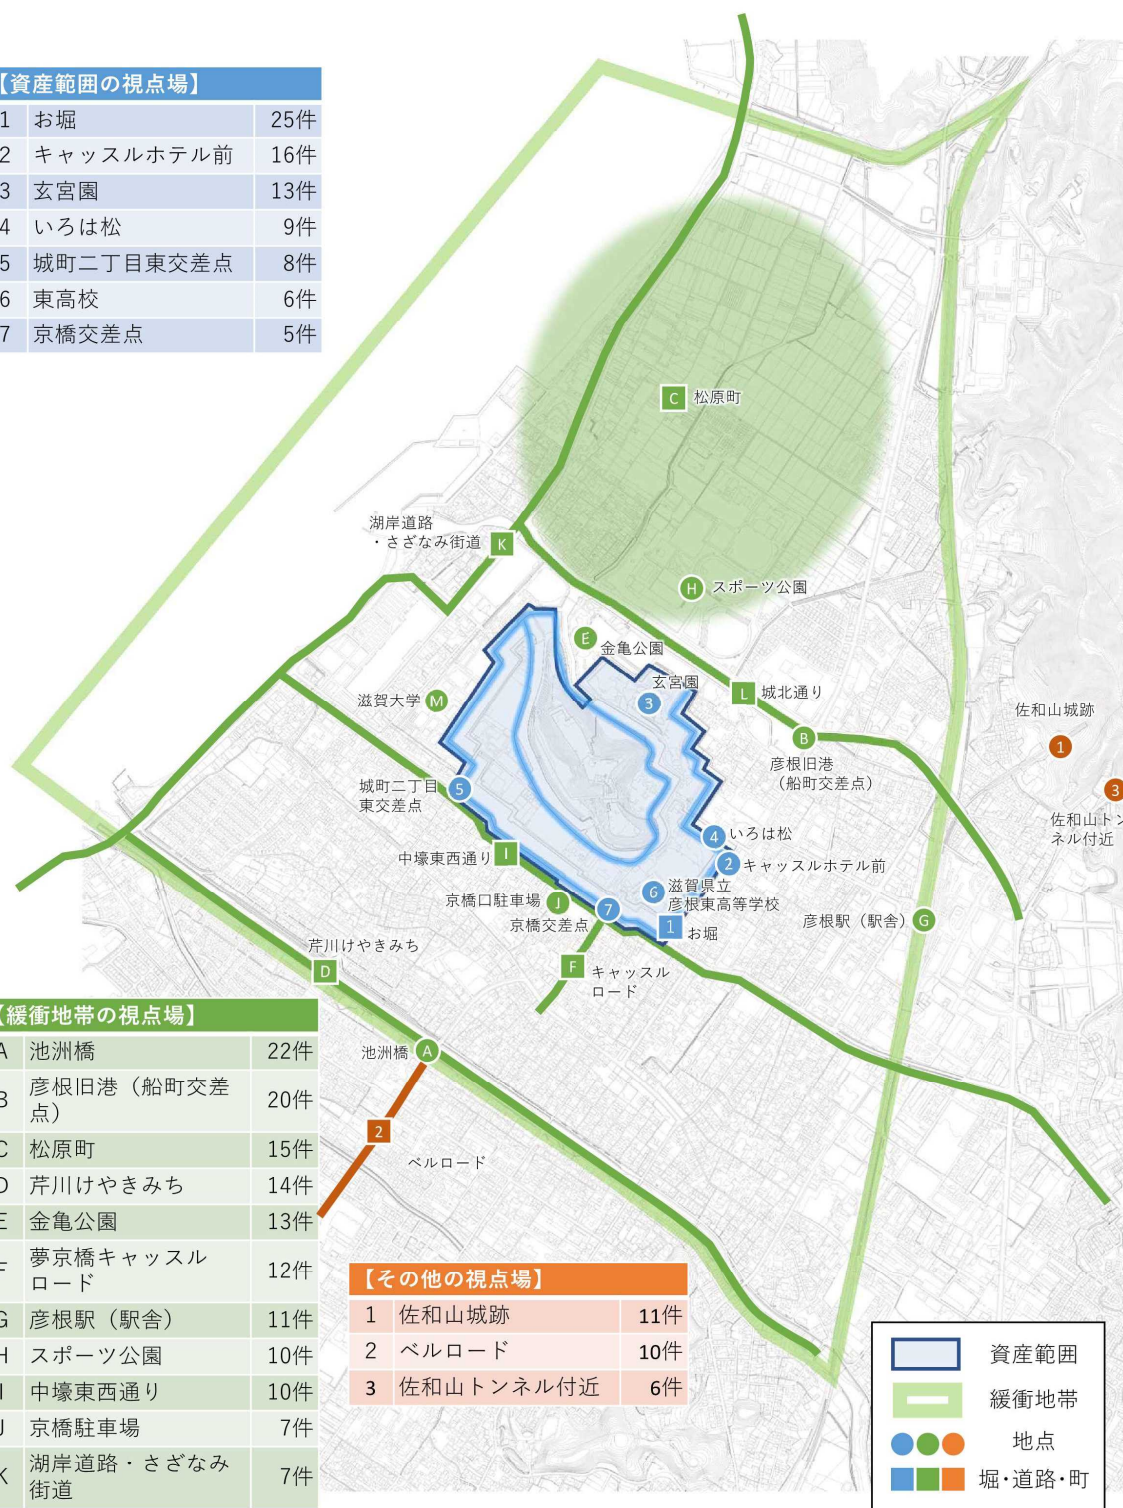 【資産範囲の視点場】
1 お堀 25件
2 キャッスルホテル前 16件
3 玄宮園 13件
4 いろは松 9件
5 城町二丁目東交差点 8件
6 東高校 6件
7 京橋交差点 5件
C 松原町
湖岸道路
・さざなみ街道 K
H スポーツ公園
E 金亀公園
玄宮園
3
L 城北通り
滋賀大学 M
B
彦根旧港
（船町交差点）
佐和山城跡
1
3
佐和山トン
ネル付近
城町二丁目
東交差点
5
4 いろは松
2 キャッスルホテル前
中壕東西通り I
6 滋賀県立
彦根東高等学校
京橋口駐車場 J
京橋交差点 7
1 お堀
彦根駅（駅舎） G
芹川けやきみち
D
F キャッスル
ロード
池洲橋 A
2
ベルロード
【緩衝地帯の視点場】
A 池洲橋 22件
B 彦根旧港（船町交差
点） 20件
C 松原町 15件
D 芹川けやきみち 14件
E 金亀公園 13件
F 夢京橋キャッスル
ロード 12件
G 彦根駅（駅舎） 11件
H スポーツ公園 10件
I 中壕東西通り 10件
J 京橋駐車場 7件
K 湖岸道路・さざなみ
街道 7件
【その他の視点場】
1 佐和山城跡 11件
2 ベルロード 10件
3 佐和山トンネル付近 6件
資産範囲
緩衝地帯
地点
堀・道路・町